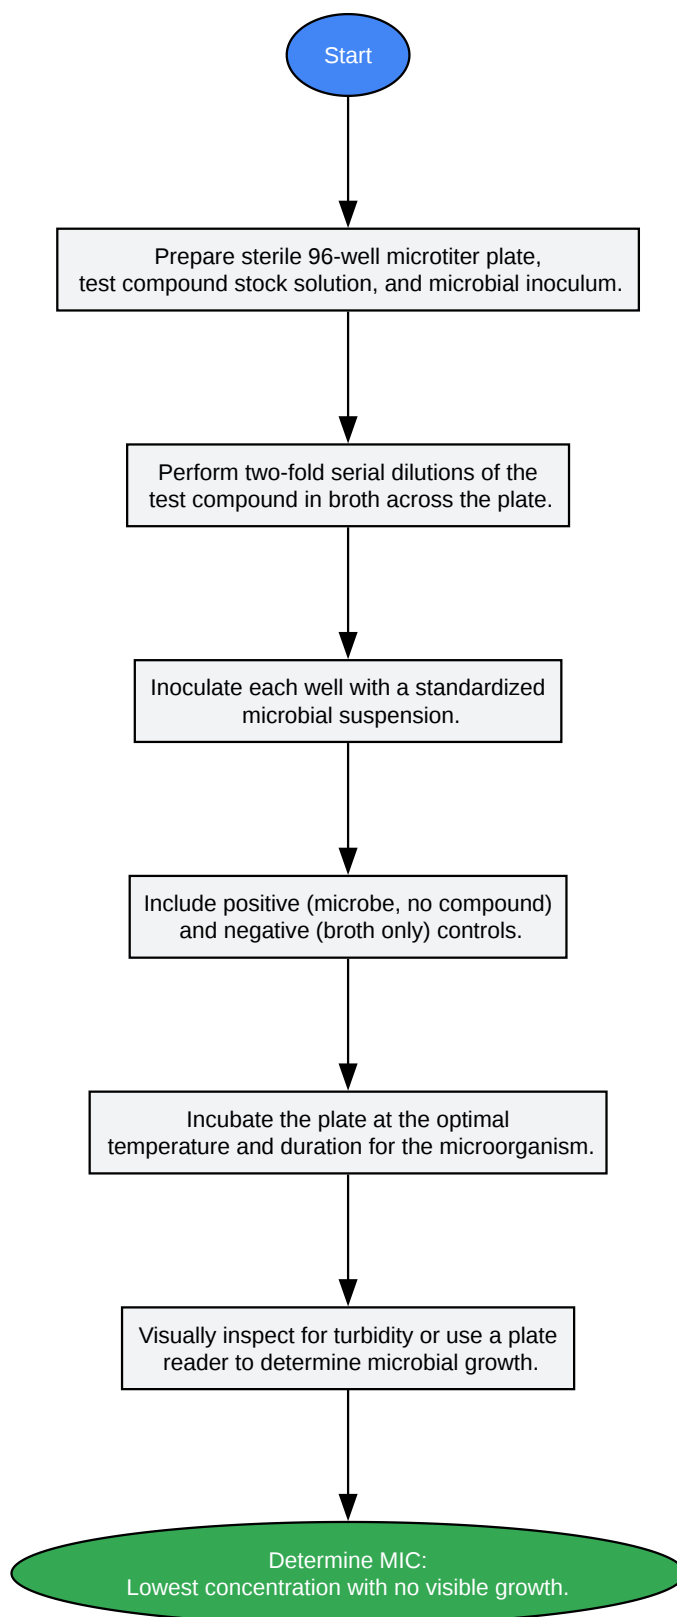 Start
Prepare sterile 96-well microtiter plate,
test compound stock solution, and microbial inoculum.
Perform two-fold serial dilutions of the
test compound in broth across the plate.
Inoculate each well with a standardized
microbial suspension.
Include positive (microbe, no compound)
and negative (broth only) controls.
Incubate the plate at the optimal
temperature and duration for the microorganism.
Visually inspect for turbidity or use a plate
reader to determine microbial growth.
Determine MIC:
Lowest concentration with no visible growth.